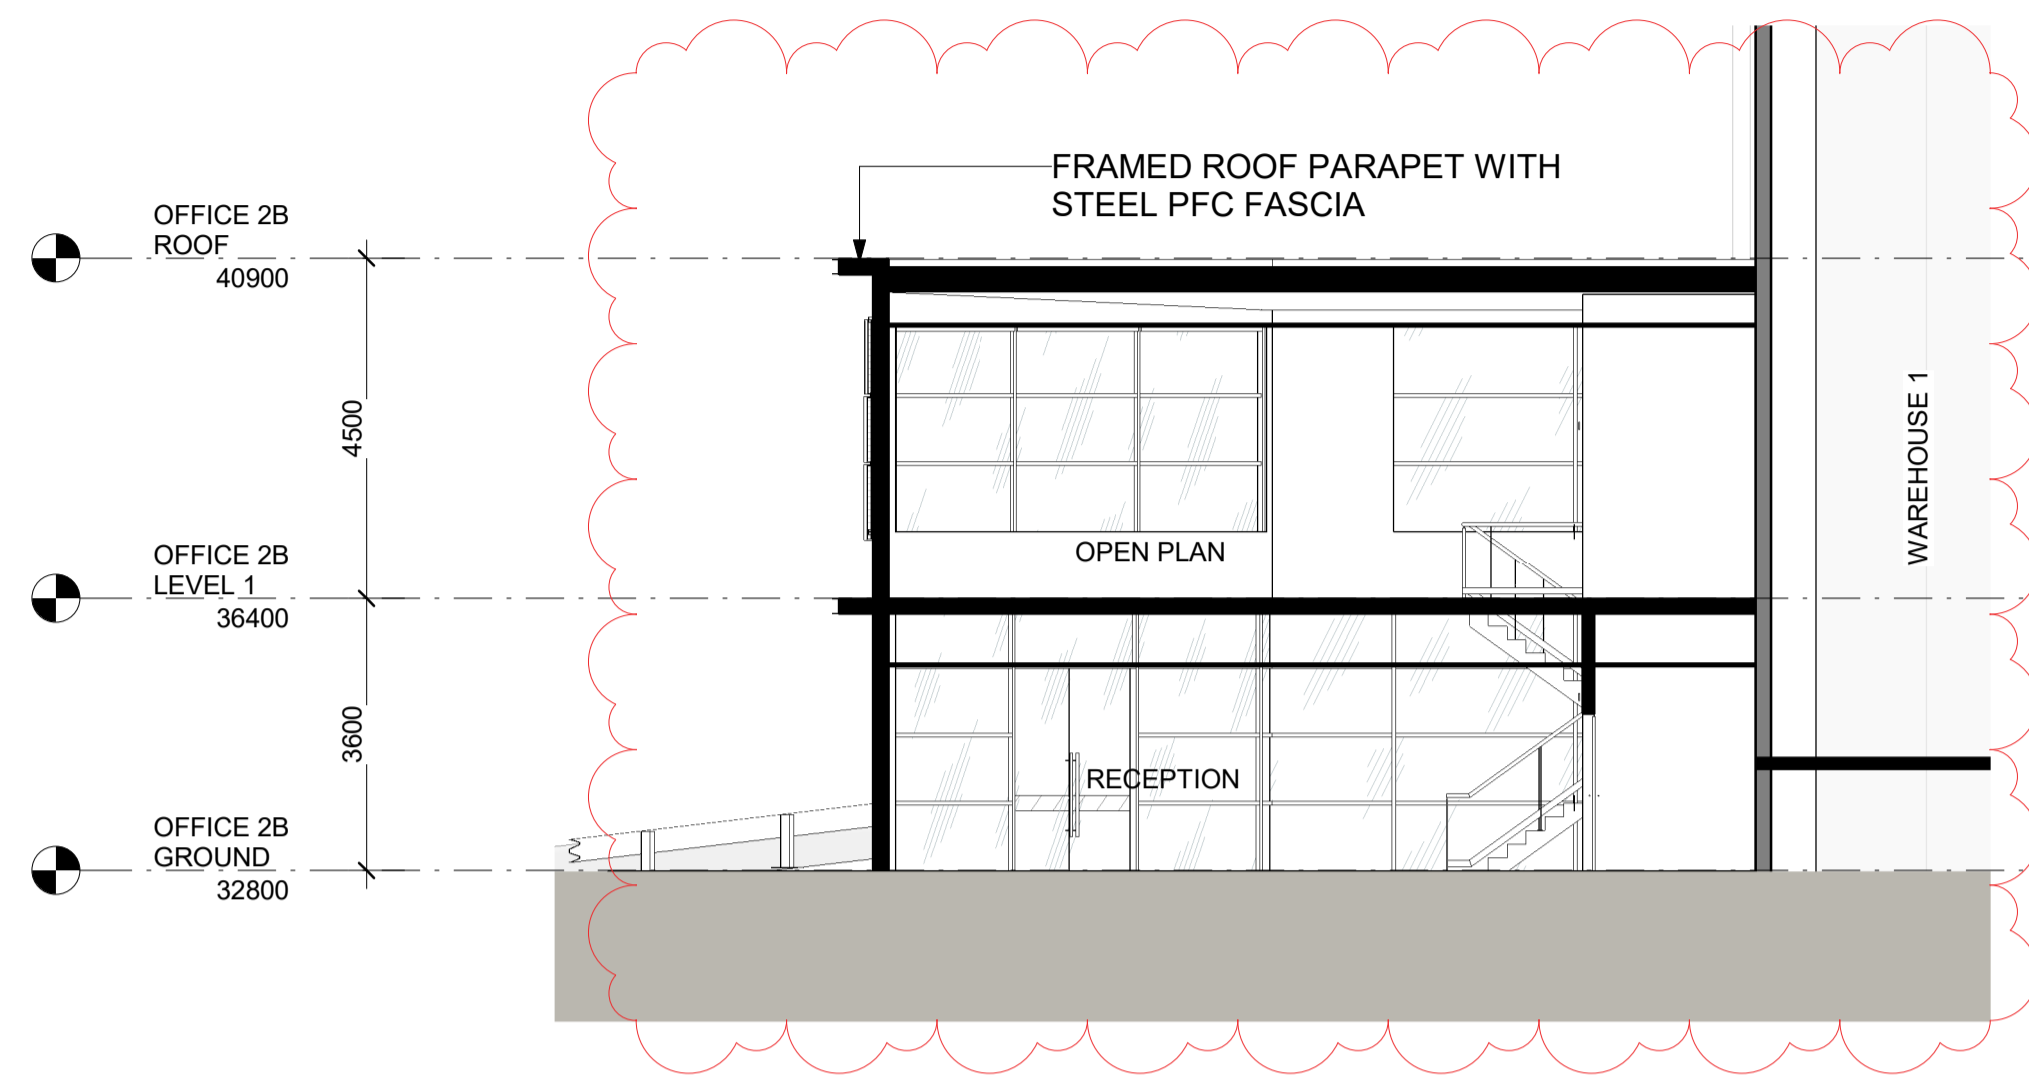 FRAMED ROOF PARAPET WITH
STEEL PFC FASCIA
OFFICE 2B
ROOF
40900
4500
WAREHOUSE 1
OPEN PLAN
OFFICE 2B
LEVEL 1
36400
3600
RECEPTION
OFFICE 2B
GROUND
32800